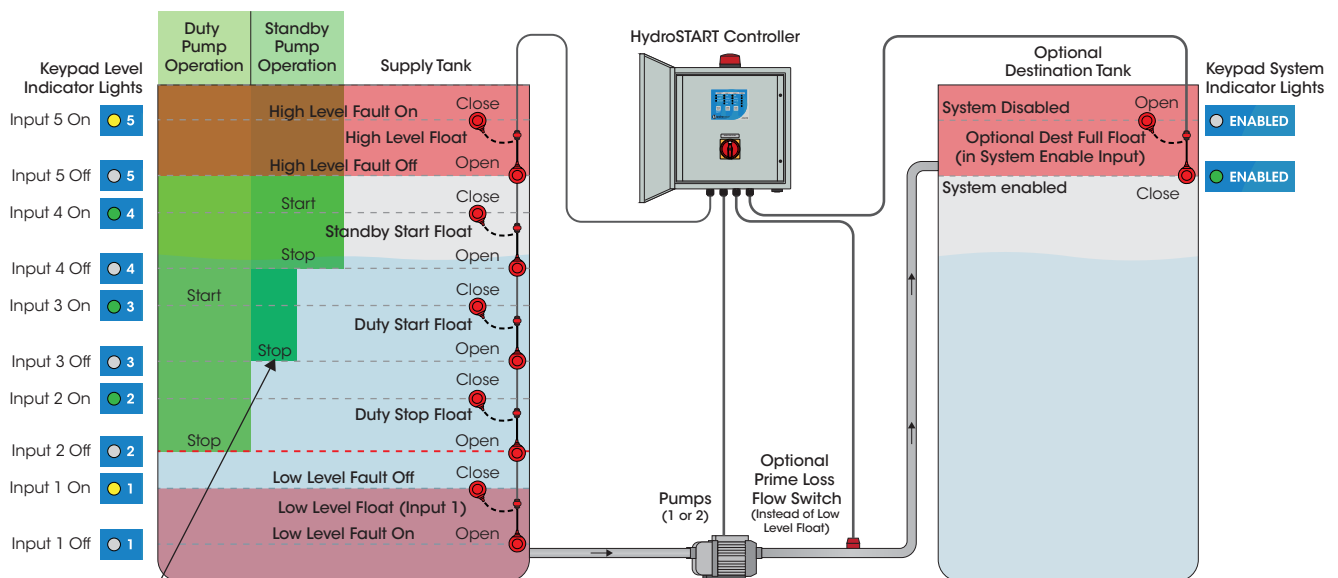 Keypad Level
Indicator Lights
Input 5 On
5
Input 5 Off
5
Input 4 On
4
Input 4 Off
4
Input 3 On
3
Input 3 Off
3
Input 2 On
2
Input 2 Off
2
Input 1 On
1
Input 1 Off
1
Duty
Pump
Operation
Start
Stop
Standby
Pump
Operation
Start
Stop
Stop
Supply Tank
High Level Fault On
Close
High Level Float
High Level Fault Off
Open
Close
Standby Start Float
Open
Close
Duty Start Float
Open
Close
Duty Stop Float
Open
Low Level Fault Off
Close
Low Level Float (Input 1)
Low Level Fault On
Open
HydroSTART Controller
Pumps
(1 or 2)
Optional
Prime Loss
Flow Switch
(Instead of Low
Level Float)
Optional
Destination Tank
System Disabled
Open
Optional Dest Full Float
(in System Enable Input)
System enabled
Close
Keypad System
Indicator Lights
ENABLED
ENABLED